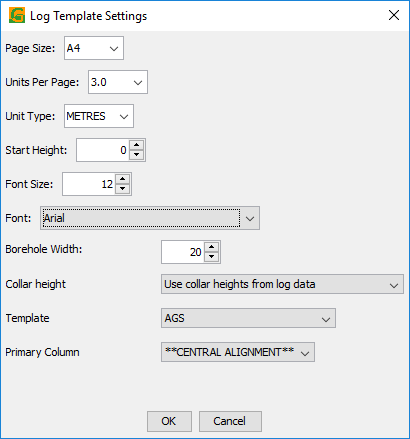 Log Template Settings
Page Size: A4
Units Per Page: 3.0
Unit Type: METRES
Start Height: 0
Font Size: 12
Font: Arial
Borehole Width: 20
Collar height Use collar heights from log data
Template AGS
Primary Column **CENTRAL ALIGNMENT**
OK Cancel